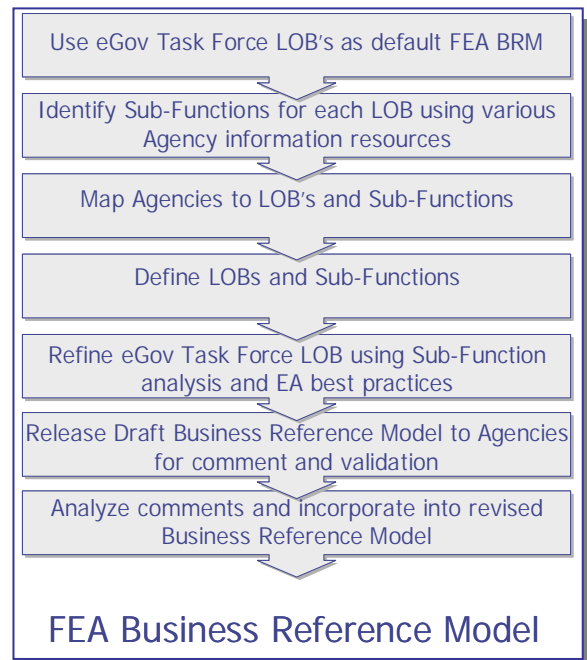 Use eGov Task Force LOB's as default FEA BRM
Identify Sub-Functions for each LOB using various
Agency information resources
Map Agencies to LOB's and Sub-Functions
Define LOBs and Sub-Functions
Refine eGov Task Force LOB using Sub-Function
analysis and EA best practices
Release Draft Business Reference Model to Agencies
for comment and validation
Analyze comments and incorporate into revised
Business Reference Model
FEA Business Reference Model